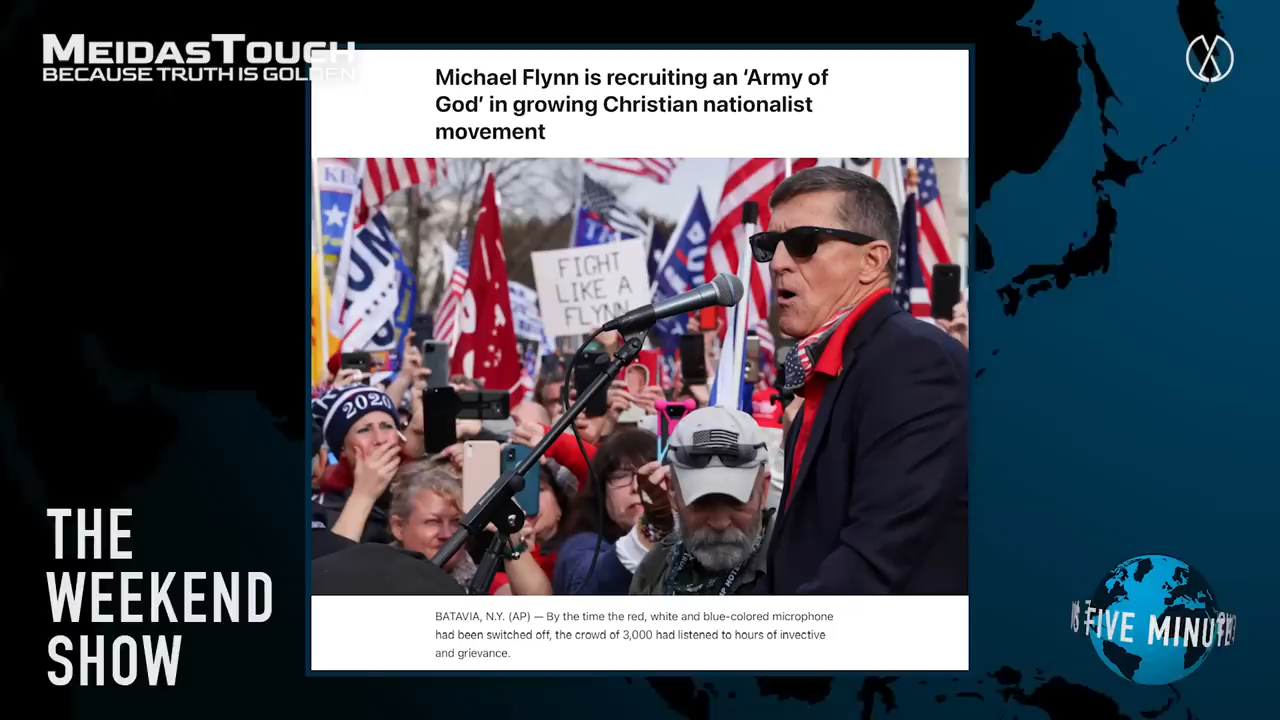 MEIDASTOUCH
BECAUSE TRUTH IS GOLDEN
Michael Flynn is recruiting an ‘Army of
God’ in growing Christian nationalist
movement
FIGHT
LIKE A
FLYNN
2020
BATAVIA, N.Y. (AP) — By the time the red, white and blue-colored microphone
had been switched off, the crowd of 3,000 had listened to hours of invective
and grievance.
THE
WEEKEND
SHOW
FIVE MINUTES